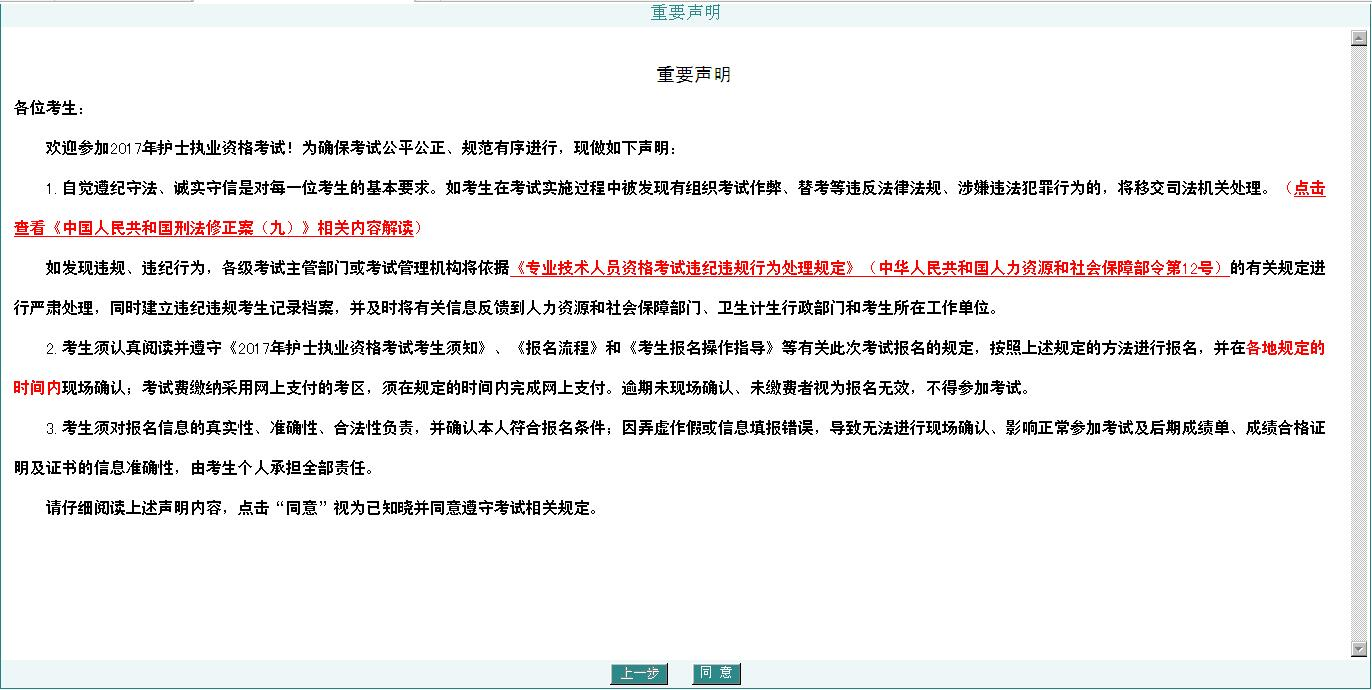 重要声明
重要声明
各位考生：
欢迎参加2017年护士执业资格考试！为确保考试公平公正、规范有序进行，现做如下声明：
1. 自觉遵纪守法、诚实守信是对每一位考生的基本要求。如考生在考试实施过程中被发现有组织考试作弊、替考等违反法律法规、涉嫌违法犯罪行为的，将移交司法机关处理。（点击
查看《中国人民共和国刑法修正案（九）》相关内容解读）
如发现违规、违纪行为，各级考试主管部门或考试管理机构将依据《专业技术人员资格考试违纪违规行为处理规定》（中华人民共和国人力资源和社会保障部令第12号）的有关规定进
行严肃处理，同时建立违纪违规考生记录档案，并及时将有关信息反馈到人力资源和社会保障部门、卫生计生行政部门和考生所在工作单位。
2. 考生须认真阅读并遵守《2017年护士执业资格考试考生须知》、《报名流程》和《考生报名操作指导》等有关此次考试报名的规定，按照上述规定的方法进行报名，并在各地规定的
时间内现场确认；考试费缴纳采用网上支付的考区，须在规定的时间内完成网上支付。逾期未现场确认、未缴费者视为报名无效，不得参加考试。
3. 考生须对报名信息的真实性、准确性、合法性负责，并确认本人符合报名条件；因弄虚作假或信息填报错误，导致无法进行现场确认、影响正常参加考试及后期成绩单、成绩合格证
明及证书的信息准确性，由考生个人承担全部责任。
请仔细阅读上述声明内容，点击“同意”视为已知晓并同意遵守考试相关规定。
上一步 同 意